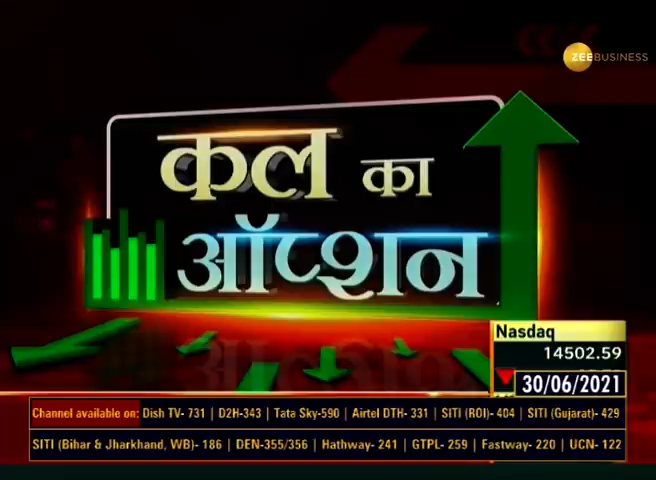 ZEEBUSINESS
कल का
ऑप्शन
Nasdaq
14502.59
30/06/2021
Channel available on: Dish TV- 731 | D2H-343 | Tata Sky-590 | Airtel DTH- 331 | SITI (ROI)- 404 | SITI (Gujarat)- 429
SITI (Bihar & Jharkhand, WB)- 186 | DEN-355/356 | Hathway- 241 | GTPL- 259 | Fastway- 220 | UCN- 122